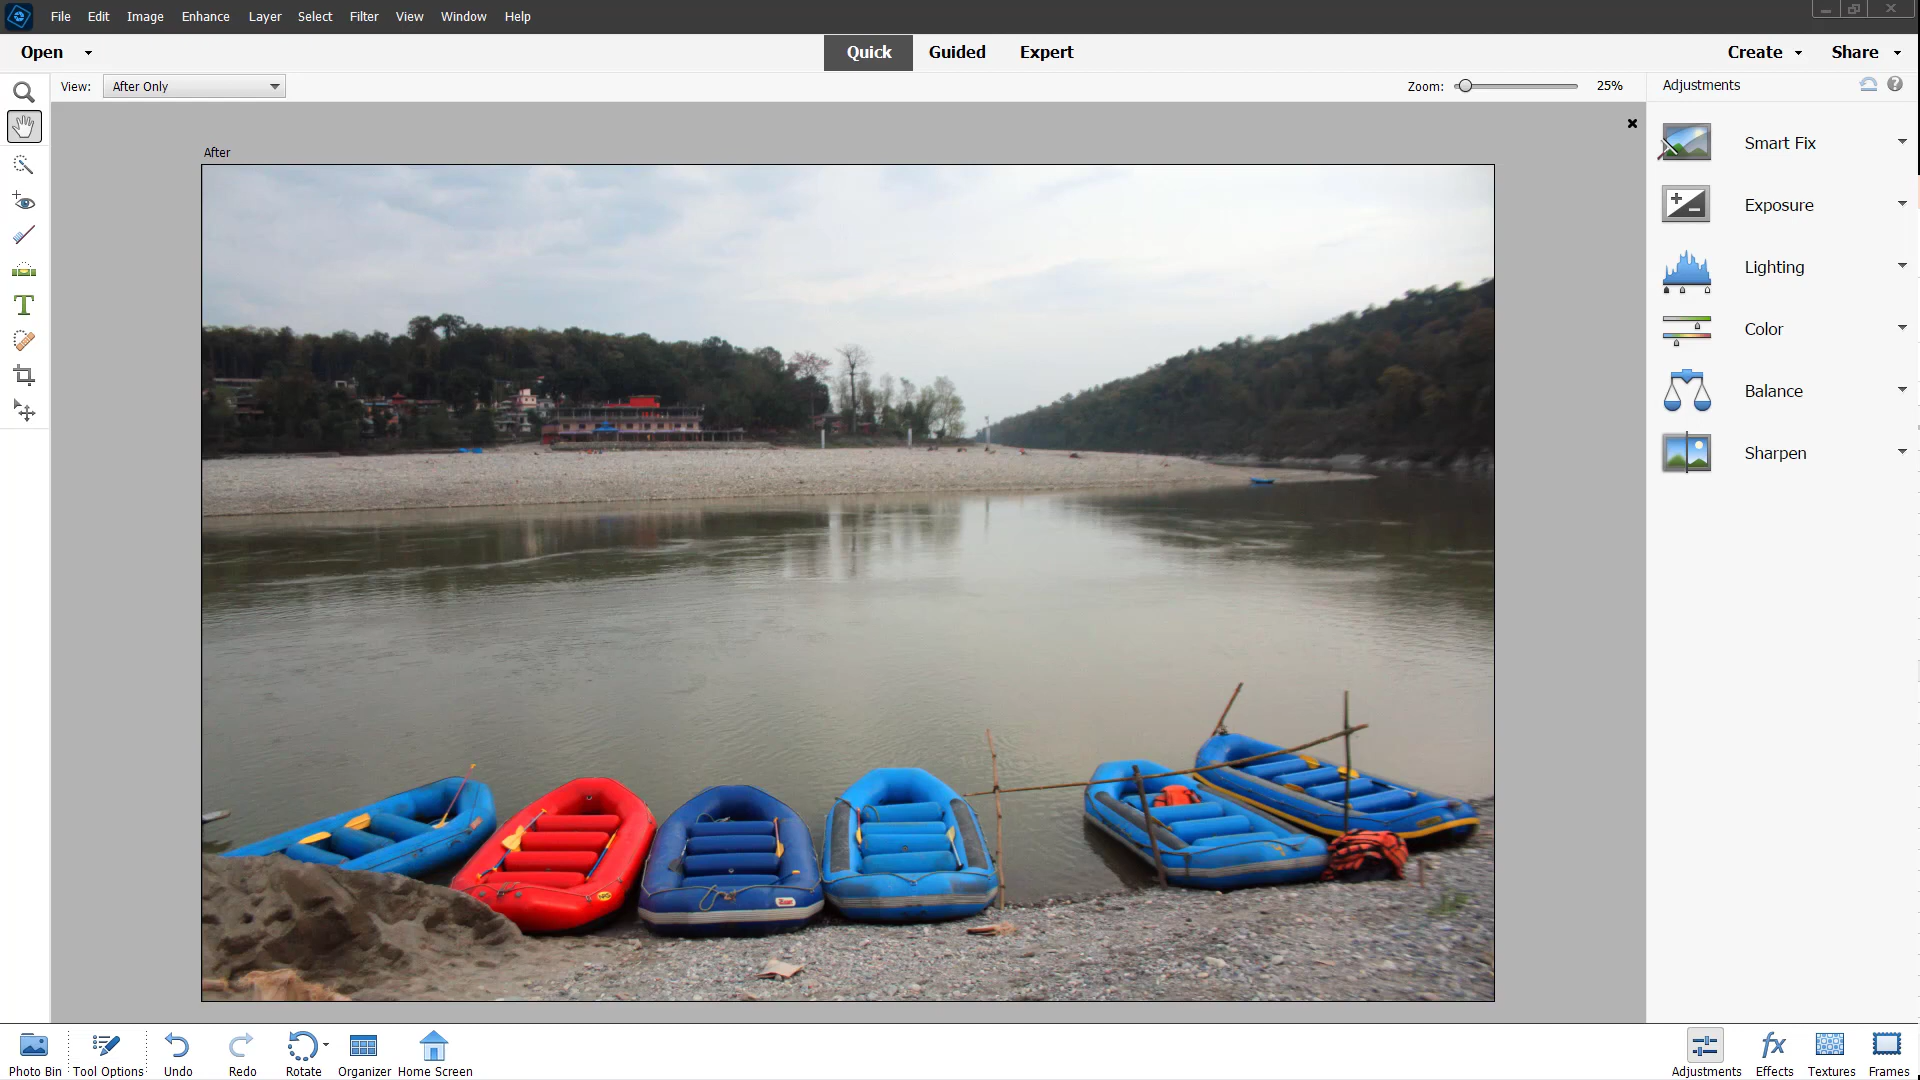 File Edit Image Enhance Layer Select Filter View Window Help
Open Quick Guided Expert Create Share
View: After Only Zoom: 25% Adjustments
After
Smart Fix
Exposure
Lighting
Color
Balance
Sharpen
Photo Bin Tool Options Undo Redo Rotate Organizer Home Screen Adjustments Effects Textures Frames